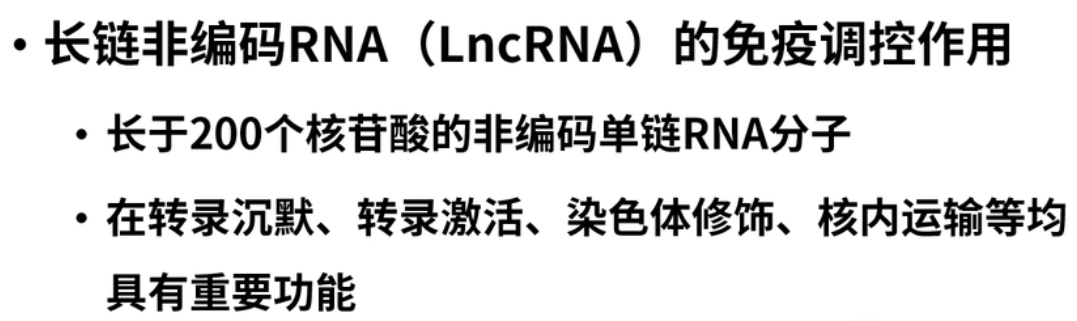 • 长链非编码RNA（LncRNA）的免疫调控作用
• 长于200个核苷酸的非编码单链RNA分子
• 在转录沉默、转录激活、染色体修饰、核内运输等均
具有重要功能